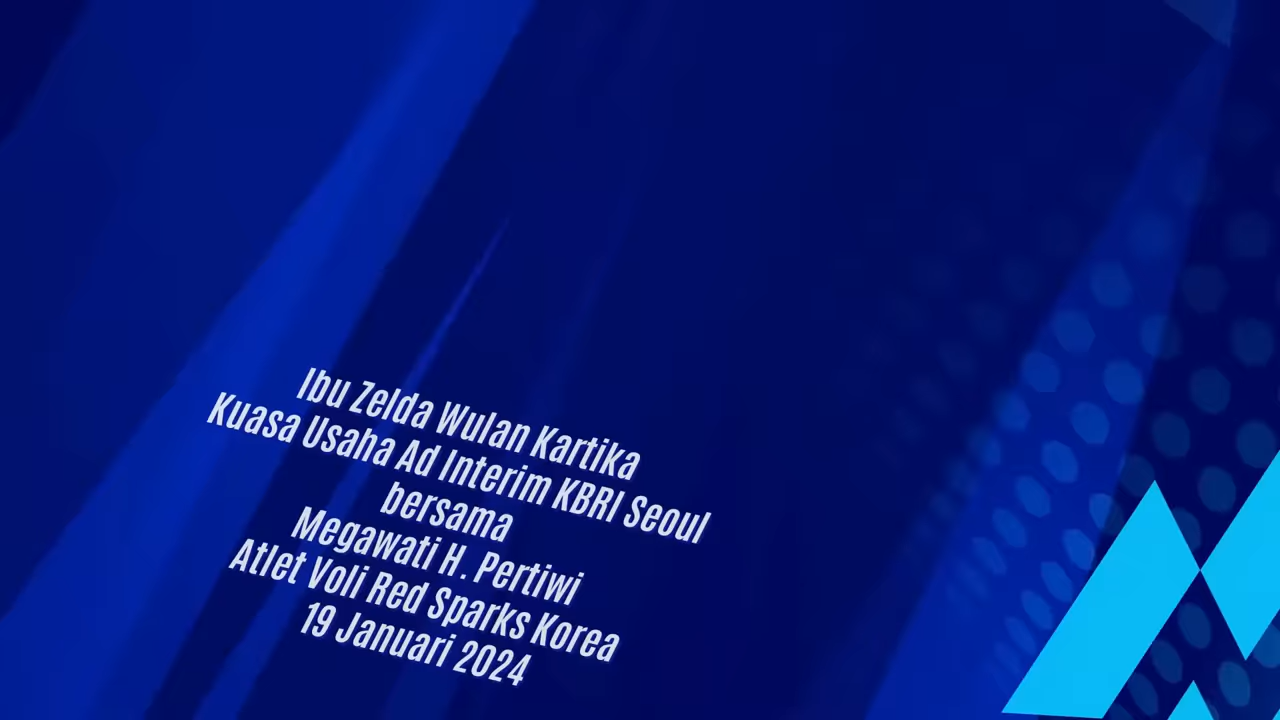 Ibu Zelda Wulan Kartika
Kuasa Usaha Ad Interim KBRI Seoul
bersama
Megawati H. Pertiwi
Atlet Voli Red Sparks Korea
19 Januari 2024